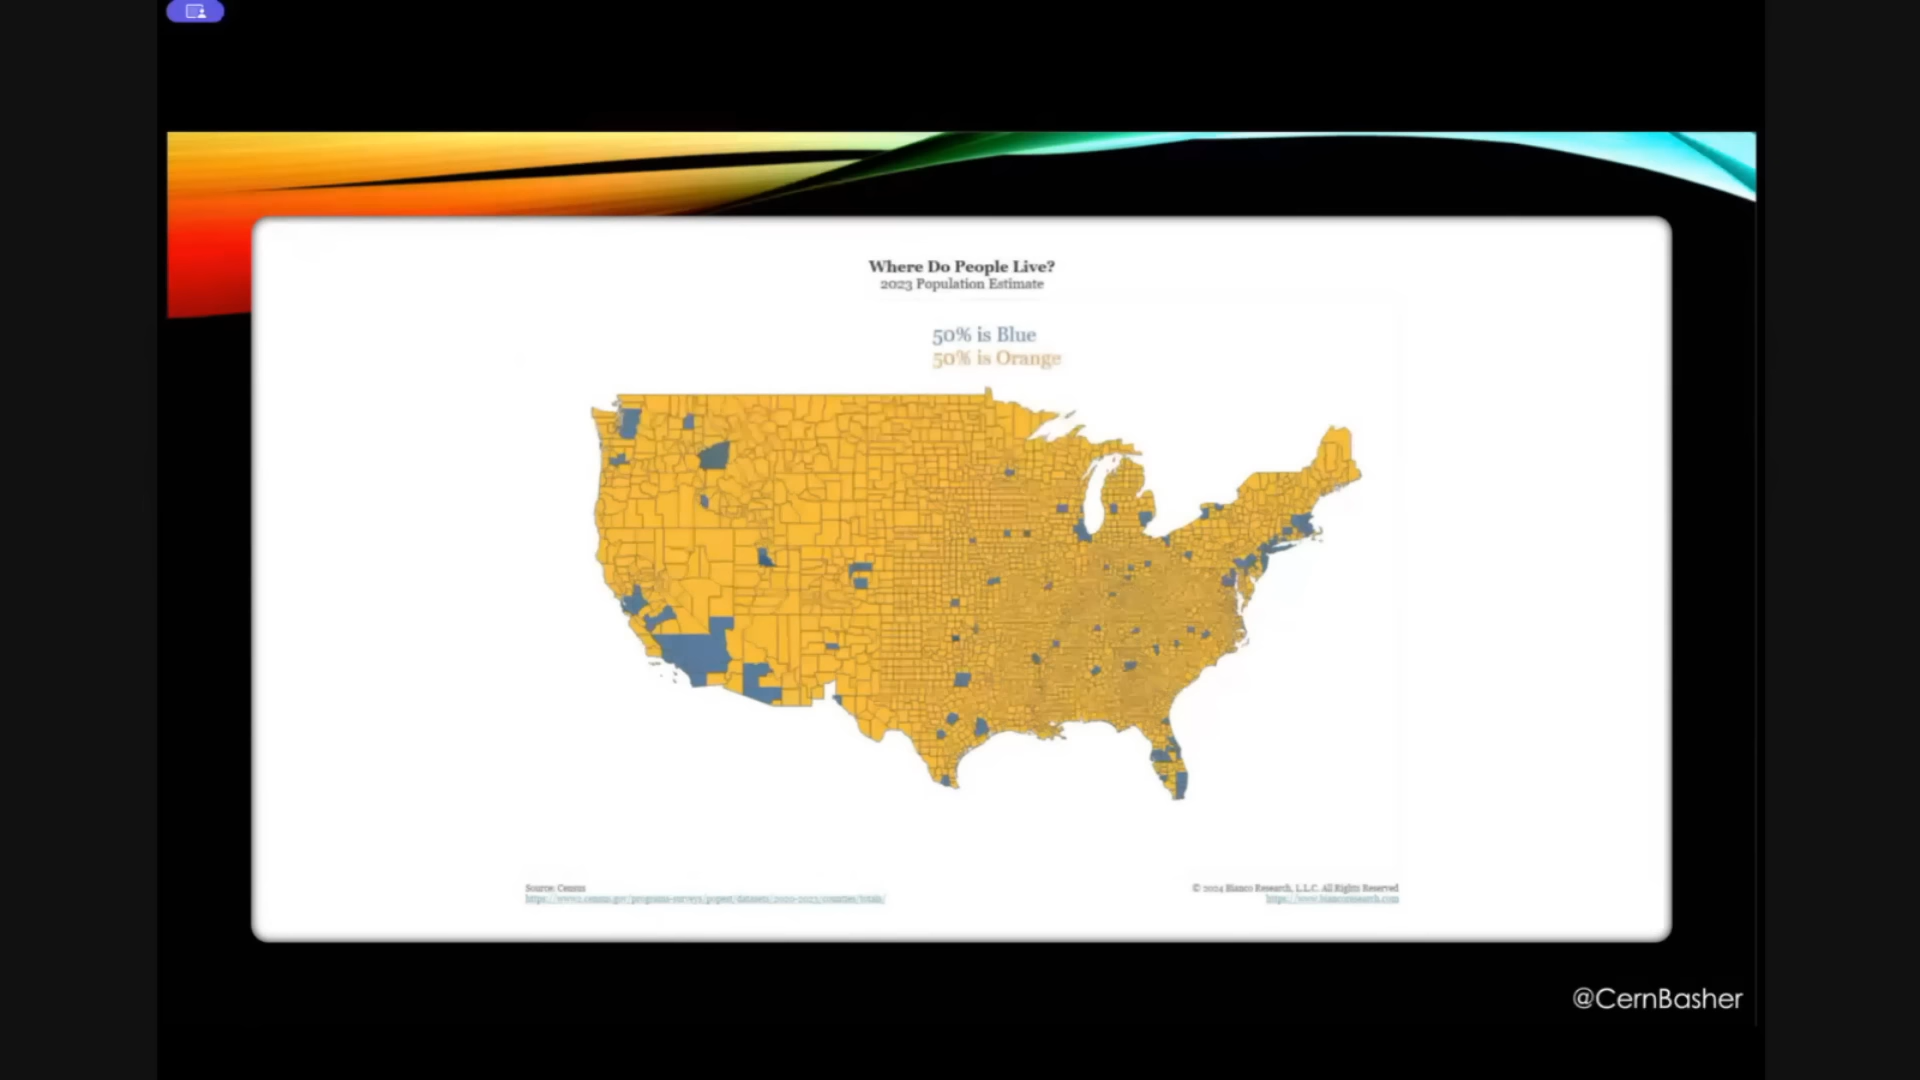 Where Do People Live?
2023 Population Estimate
50% is Blue
50% is Orange
Source: Census
https://www2.census.gov/programs-surveys/popest/datasets/2020-2023/counties/totals/
© 2024 Bianco Research, L.L.C. All Rights Reserved
https://www.biancoresearch.com
@CernBasher